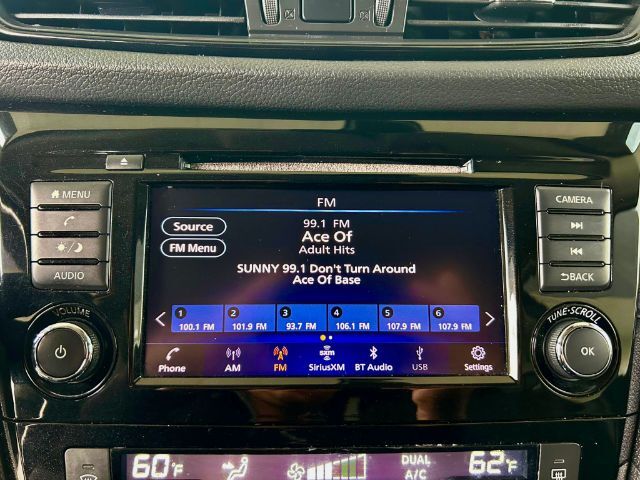 FM
MENU
CAMERA
Source
99.1 FM
Ace Of
FM Menu
Adult Hits
SUNNY 99.1 Don't Turn Around
Ace Of Base
AUDIO
BACK
VOLUME
TUNE·SCROLL
OK
1 2 3 4 5 6
100.1 FM 101.9 FM 93.7 FM 106.1 FM 107.9 FM 107.9 FM
sxm
Phone AM FM SiriusXM BT Audio USB Settings
60°F
DUAL
A/C
62°F